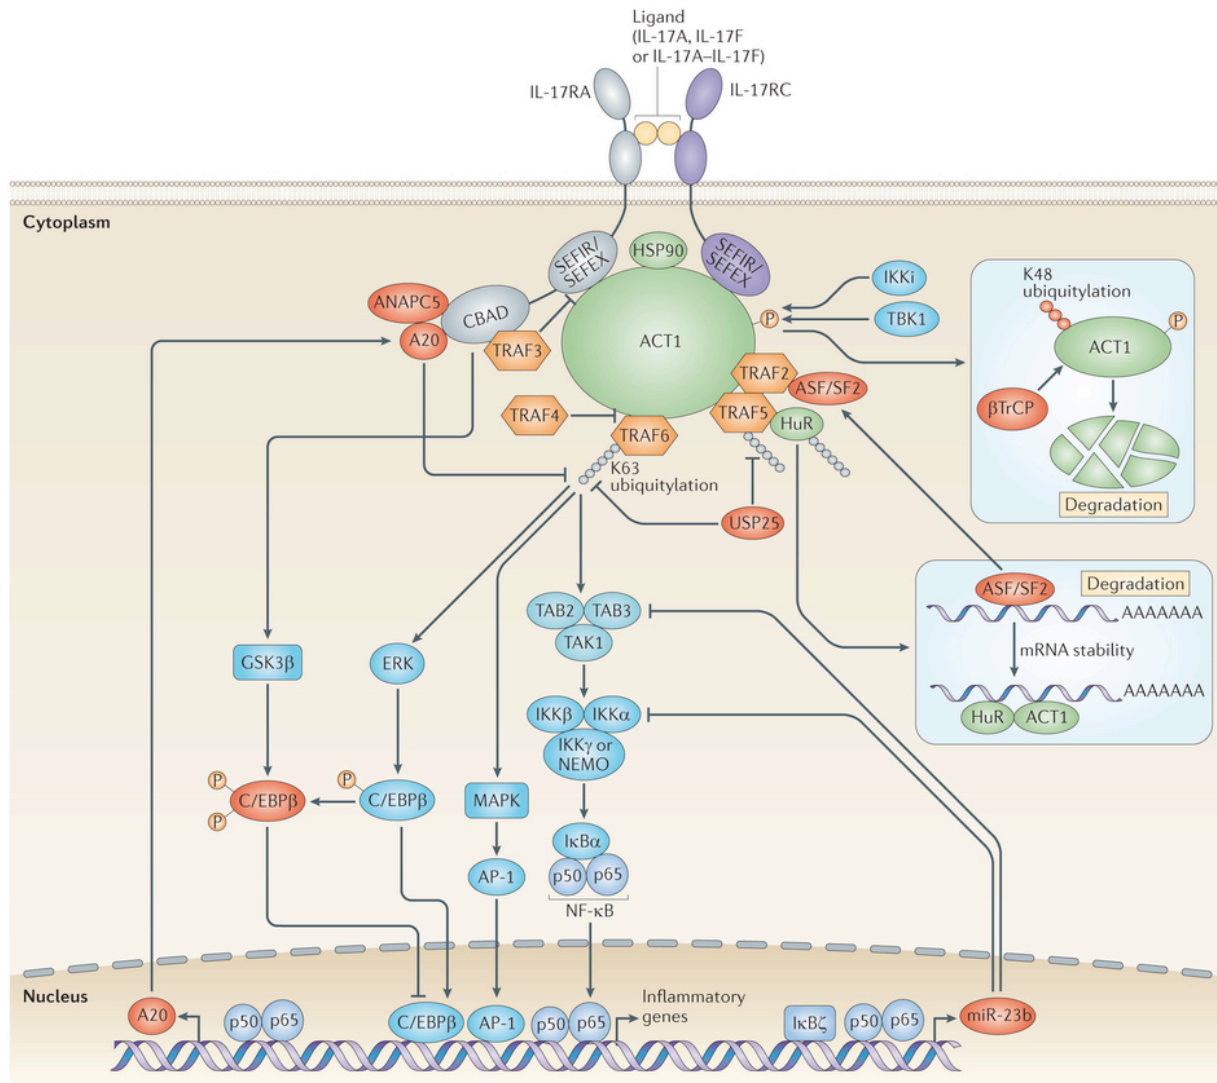 Ligand
(IL-17A, IL-17F
or IL-17A–IL-17F)
IL-17RA
IL-17RC
Cytoplasm
SEFIR/
SEFEX
HSP90
SEFIR/
SEFEX
IKKi
TBK1
P
ANAPC5
A20
CBAD
TRAF3
ACT1
TRAF2
ASF/SF2
TRAF5
HuR
TRAF4
TRAF6
K63
ubiquitylation
USP25
K48
ubiquitylation
P
ACT1
βTrCP
Degradation
ASF/SF2
Degradation
AAAAAAA
mRNA stability
AAAAAAA
HuR
ACT1
TAB2
TAB3
TAK1
GSK3β
ERK
IKKβ
IKKα
IKKγ or
NEMO
P
P
C/EBPβ
P
C/EBPβ
MAPK
IκBα
AP-1
p50
p65
NF-κB
Nucleus
A20
p50
p65
C/EBPβ
AP-1
p50
p65
Inflammatory
genes
IκBζ
p50
p65
miR-23b